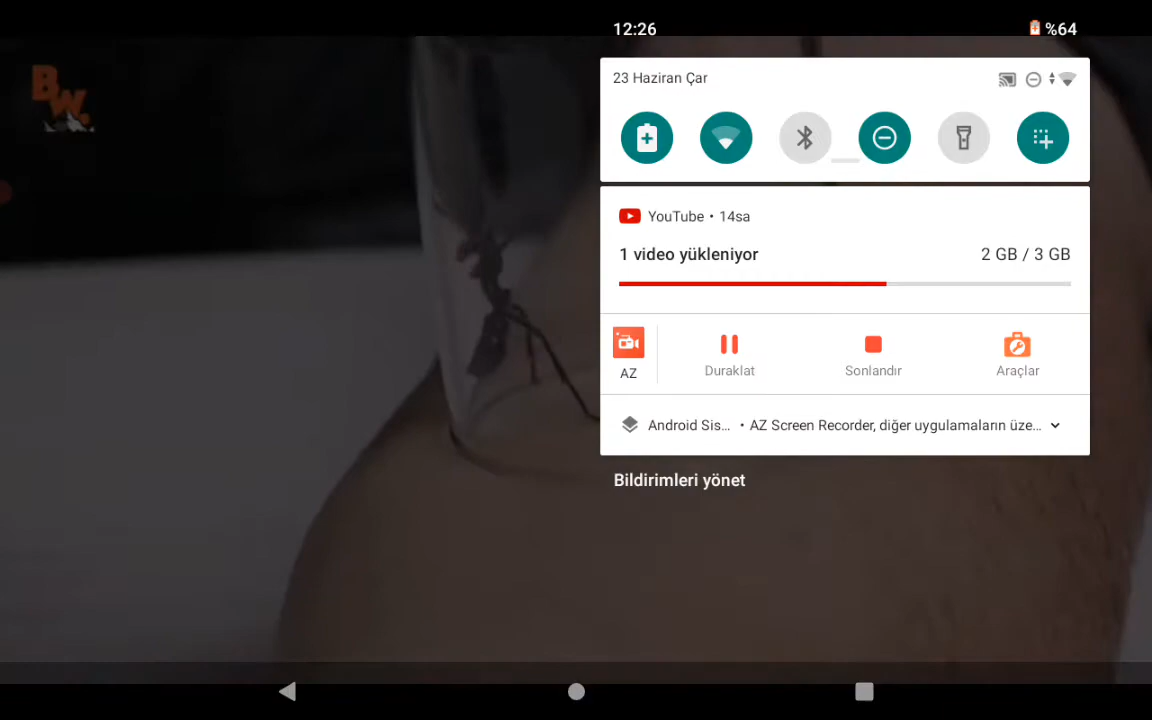 12:26
%64
B.W.
23 Haziran Çar
YouTube • 14sa
1 video yükleniyor
2 GB / 3 GB
AZ
Duraklat
Sonlandır
Araçlar
Android Sis… • AZ Screen Recorder, diğer uygulamaların üze…
Bildirimleri yönet